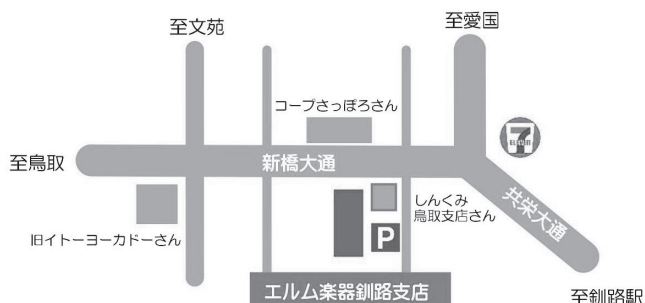 至文苑
至愛国
コープさっぽろさん
7
ELEVEN
至鳥取
新橋大通
しんくみ
鳥取支店さん
共栄大通
旧イトーヨーカドーさん
P
エルム楽器釧路支店
至釧路駅